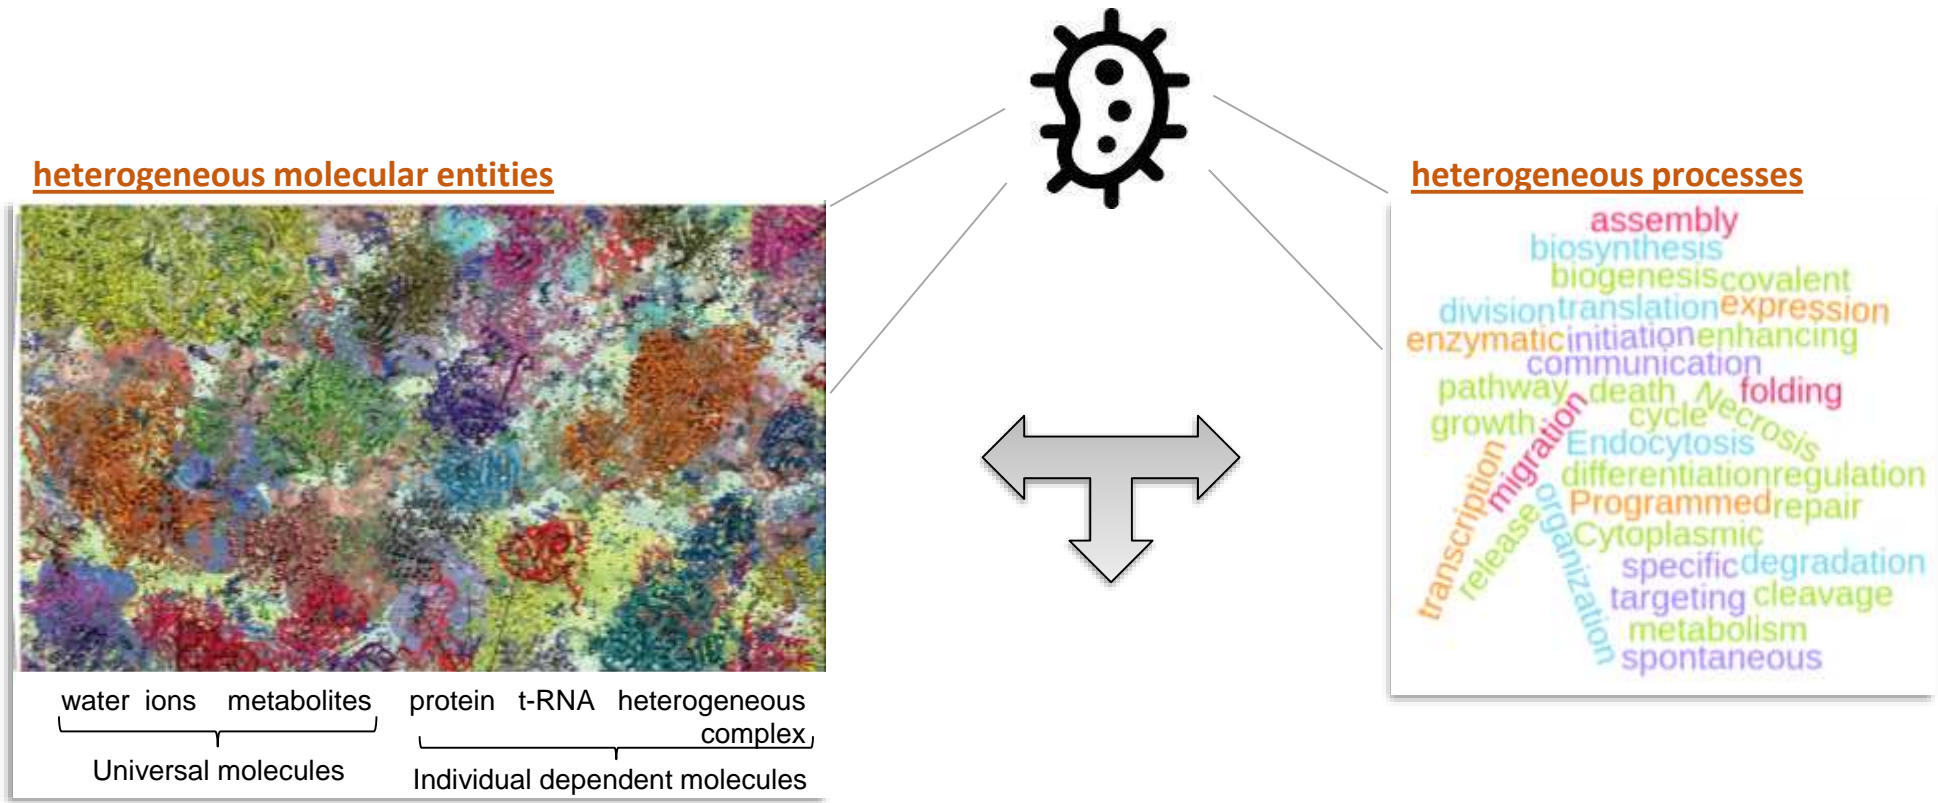 heterogeneous molecular entities
water ions metabolites protein t-RNA heterogeneous
complex
Universal molecules
Individual dependent molecules
heterogeneous processes
assembly
biosynthesis
biogenesis covalent
division translation expression
enzymatic initiation enhancing
communication
pathway death Necrosis folding
growth migration cycle
Endocytosis
transcription differentiation regulation
release organization Programmed repair
Cytoplasmic
specific degradation
targeting cleavage
metabolism
spontaneous